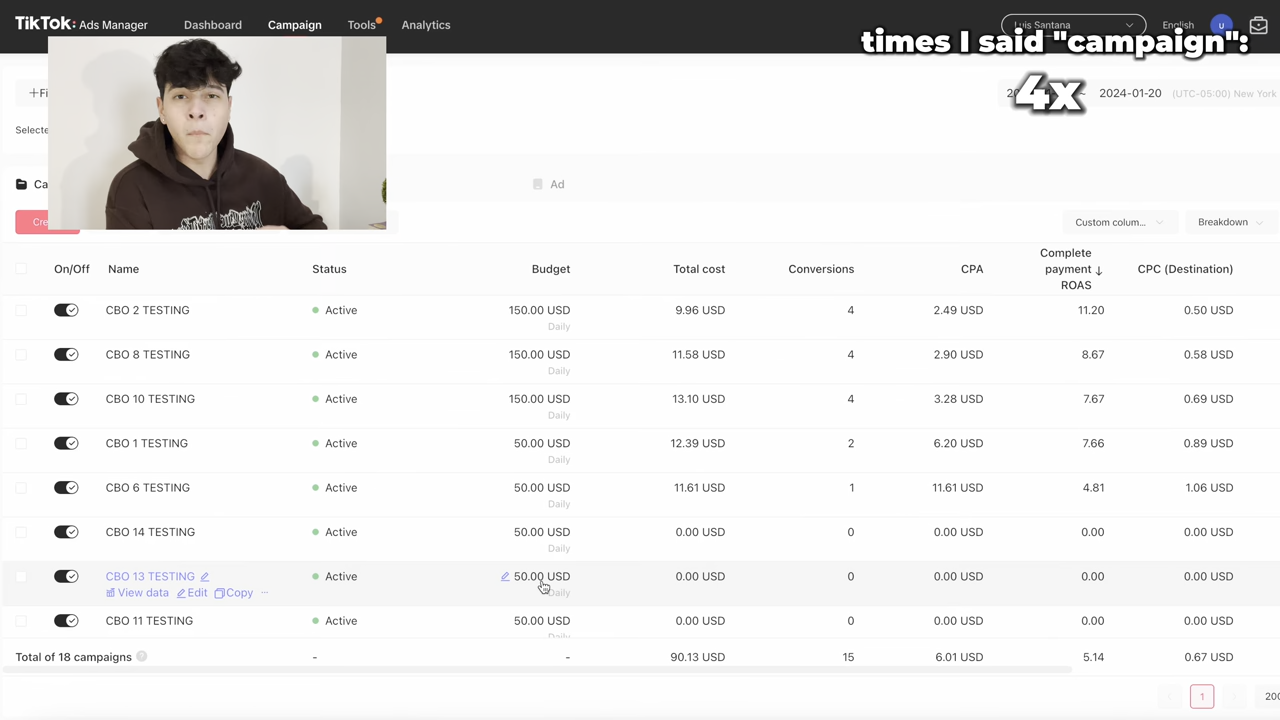 TikTok: Ads Manager Dashboard Campaign Tools Analytics Luis Santana English u
times I said "campaign":
4x
2024-01-20 (UTC-05:00) New York
Ad
Custom colum... Breakdown
On/Off Name Status Budget Total cost Conversions CPA Complete payment ↓ ROAS CPC (Destination)
CBO 2 TESTING Active 150.00 USD 9.96 USD 4 2.49 USD 11.20 0.50 USD
Daily
CBO 8 TESTING Active 150.00 USD 11.58 USD 4 2.90 USD 8.67 0.58 USD
Daily
CBO 10 TESTING Active 150.00 USD 13.10 USD 4 3.28 USD 7.67 0.69 USD
Daily
CBO 1 TESTING Active 50.00 USD 12.39 USD 2 6.20 USD 7.66 0.89 USD
Daily
CBO 6 TESTING Active 50.00 USD 11.61 USD 1 11.61 USD 4.81 1.06 USD
Daily
CBO 14 TESTING Active 50.00 USD 0.00 USD 0 0.00 USD 0.00 0.00 USD
Daily
CBO 13 TESTING Active 50.00 USD 0.00 USD 0 0.00 USD 0.00 0.00 USD
View data Edit Copy ... Daily
CBO 11 TESTING Active 50.00 USD 0.00 USD 0 0.00 USD 0.00 0.00 USD
Daily
Total of 18 campaigns - - 90.13 USD 15 6.01 USD 5.14 0.67 USD
1